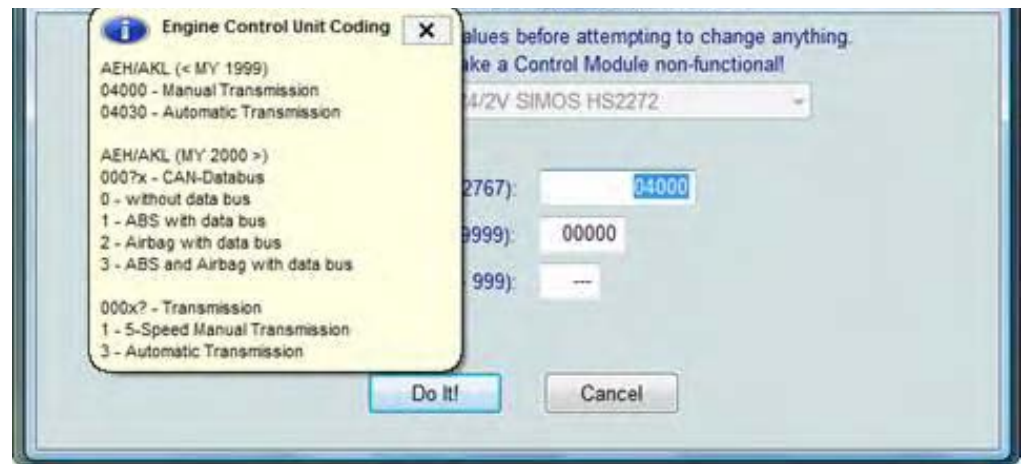 Engine Control Unit Coding
AEH/AKL (< MY 1999)
04000 - Manual Transmission
04030 - Automatic Transmission
AEH/AKL (MY 2000 >)
000?x - CAN-Databus
0 - without data bus
1 - ABS with data bus
2 - Airbag with data bus
3 - ABS and Airbag with data bus
000x? - Transmission
1 - 5-Speed Manual Transmission
3 - Automatic Transmission
before attempting to change anything.
a Control Module non-functional!
/2V SIMOS HS2272
2767): 04000
9999): 00000
999): ---
Do It!
Cancel